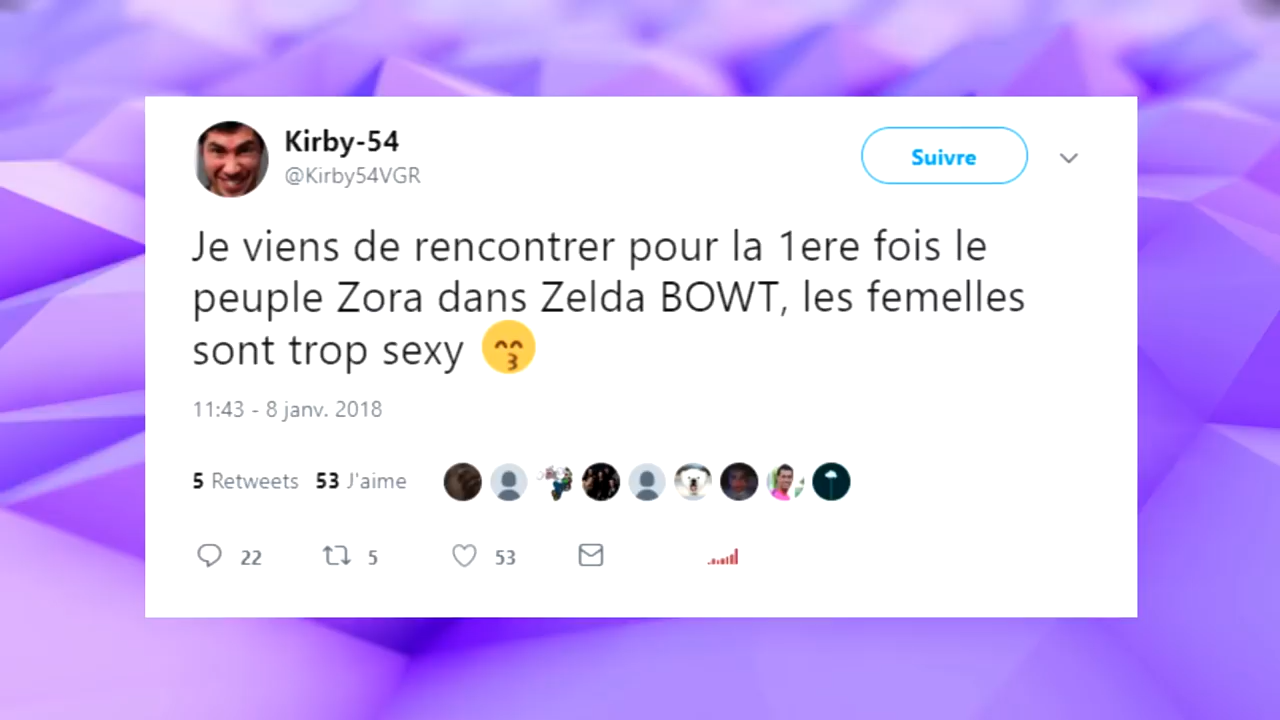 Kirby-54
@Kirby54VGR
Suivre
Je viens de rencontrer pour la 1ere fois le
peuple Zora dans Zelda BOWT, les femelles
sont trop sexy 😙
11:43 - 8 janv. 2018
5 Retweets 53 J'aime
22 5 53